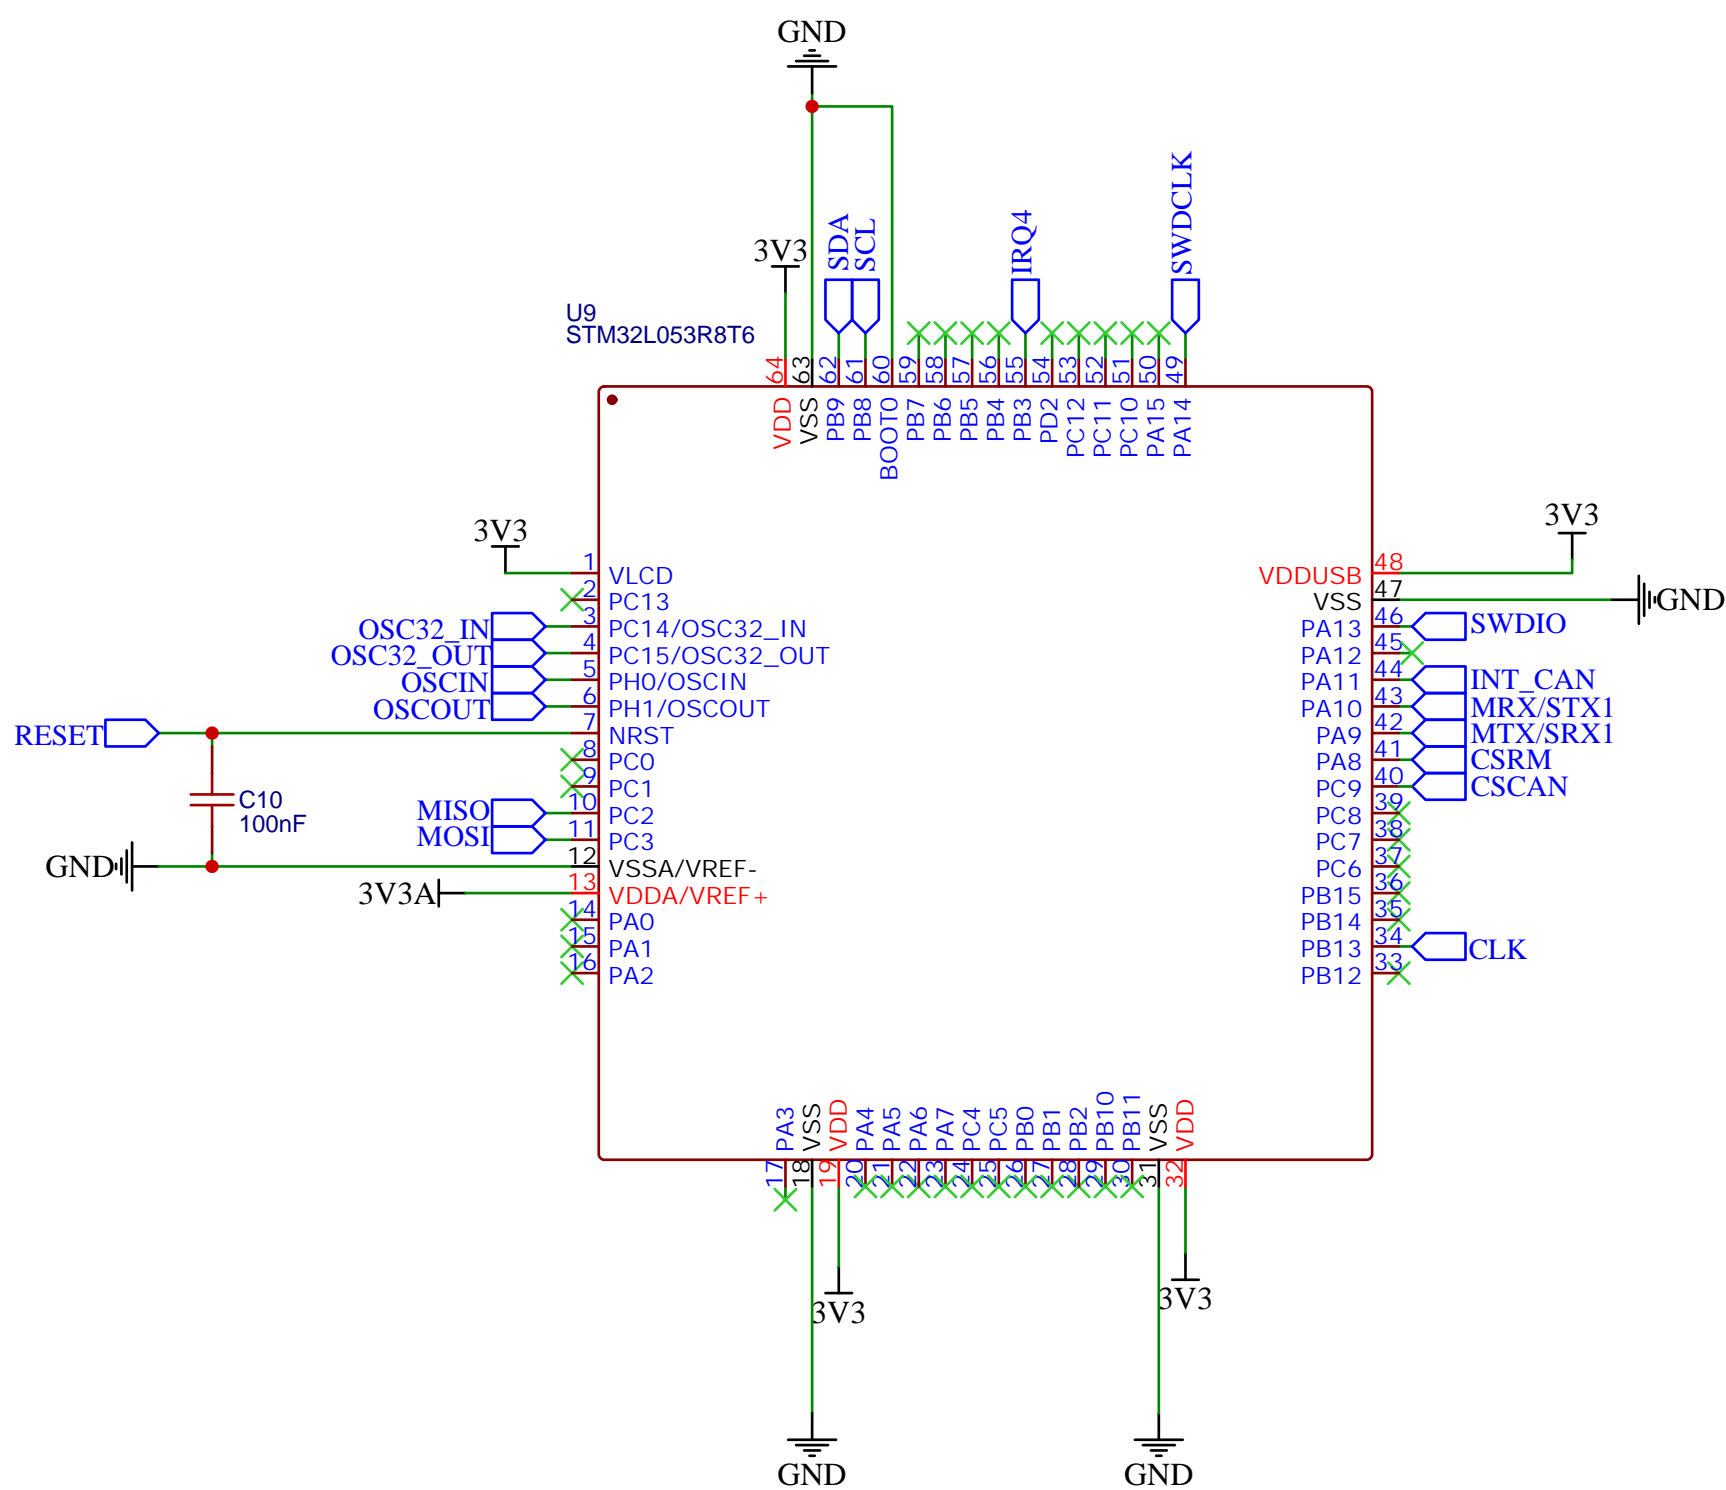 GND
SDA
SCL
IRQ4
SWDCLK
3V3
U9
STM32L053R8T6
64
63
62
61
60
59
58
57
56
55
54
53
52
51
50
49
VDD
VSS
PB9
PB8
BOOT0
PB7
PB6
PB5
PB4
PB3
PD2
PC12
PC11
PC10
PA15
PA14
3V3
1 VLCD
2 PC13
OSC32_IN 3 PC14/OSC32_IN
OSC32_OUT 4 PC15/OSC32_OUT
OSCIN 5 PH0/OSCIN
OSCOUT 6 PH1/OSCOUT
RESET 7 NRST
8 PC0
9 PC1
C10
100nF
MISO 10 PC2
MOSI 11 PC3
GND 12 VSSA/VREF-
3V3A 13 VDDA/VREF+
14 PA0
15 PA1
16 PA2
3V3
VDDUSB 48
VSS 47 GND
PA13 46 SWDIO
PA12 45
PA11 44 INT_CAN
PA10 43 MRX/STX1
PA9 42 MTX/SRX1
PA8 41 CSRM
PC9 40 CSCAN
PC8 39
PC7 38
PC6 37
PB15 36
PB14 35
PB13 34 CLK
PB12 33
PA3
VSS
VDD
PA4
PA5
PA6
PA7
PC4
PC5
PB0
PB1
PB2
PB10
PB11
VSS
VDD
17
18
19
20
21
22
23
24
25
26
27
28
29
30
31
32
3V3
3V3
GND
GND